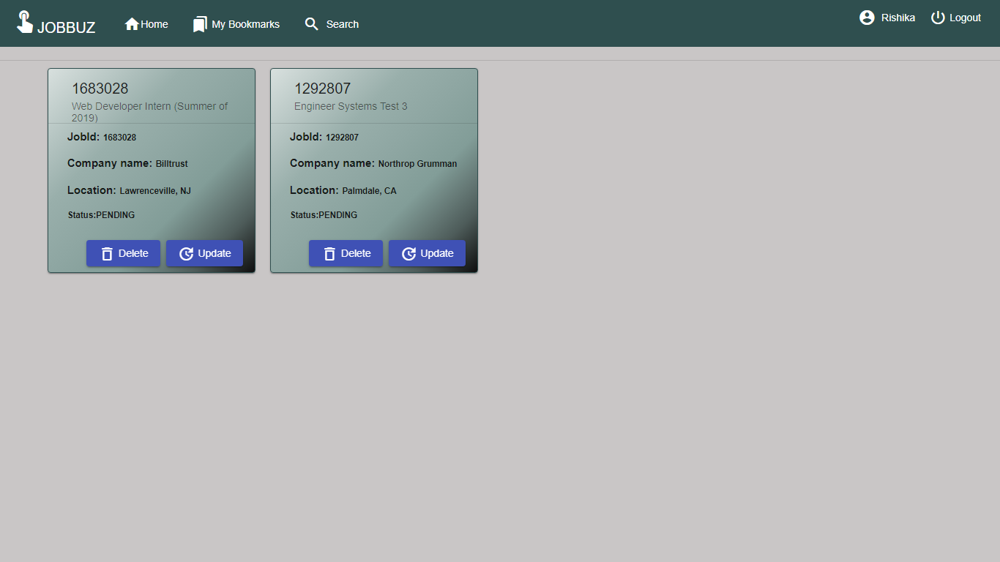 JOBBUZ Home My Bookmarks Search Rishika Logout
1683028
Web Developer Intern (Summer of
2019)
JobId: 1683028
Company name: Billtrust
Location: Lawrenceville, NJ
Status:PENDING
Delete Update
1292807
Engineer Systems Test 3
JobId: 1292807
Company name: Northrop Grumman
Location: Palmdale, CA
Status:PENDING
Delete Update